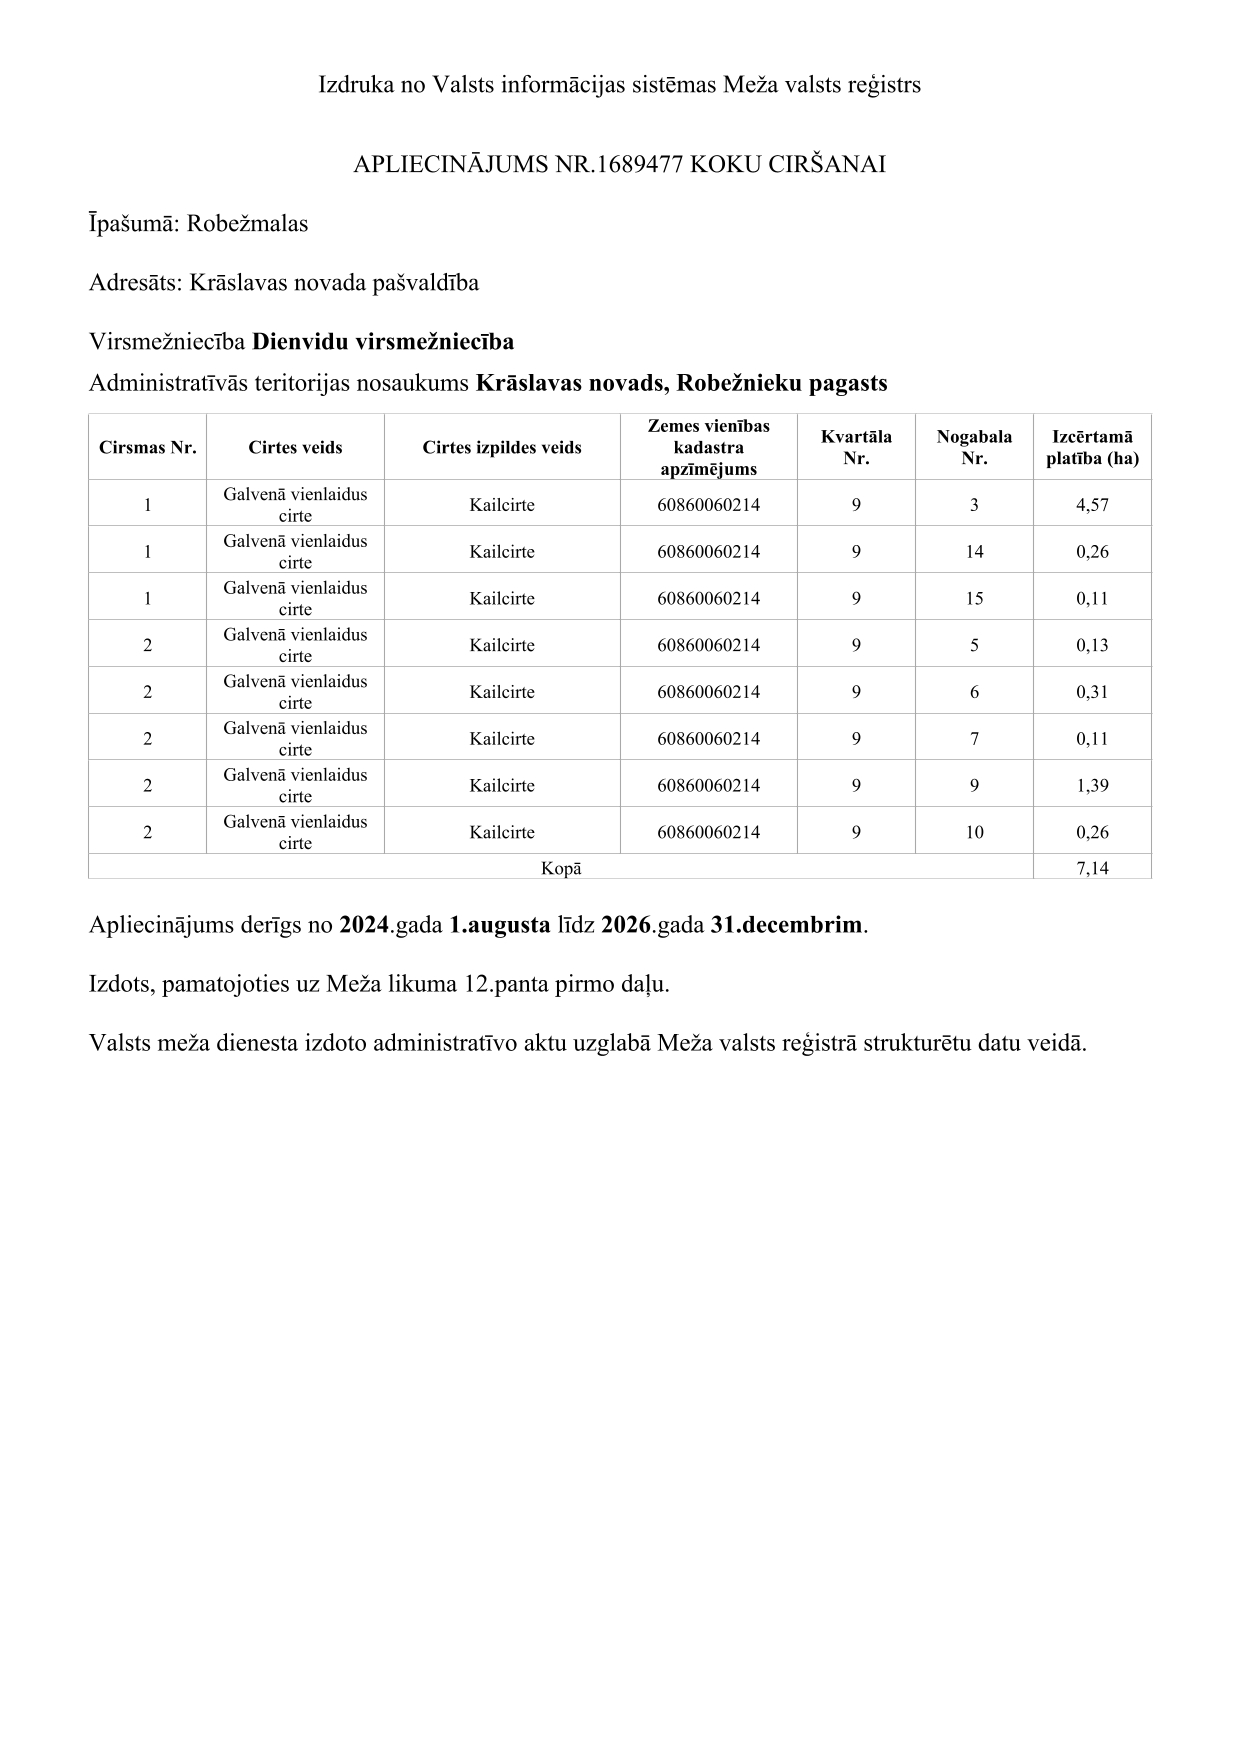 Izdruka no Valsts informācijas sistēmas Meža valsts reģistrs
APLIECINĀJUMS NR.1689477 KOKU CIRŠANAI
Īpašumā: Robežmalas
Adresāts: Krāslavas novada pašvaldība
Virsmežniecība Dienvidu virsmežniecība
Administratīvās teritorijas nosaukums Krāslavas novads, Robežnieku pagasts
Cirsmas Nr. Cirtes veids Cirtes izpildes veids Zemes vienības kadastra apzīmējums Kvartāla Nr. Nogabala Nr. Izcērtamā platība (ha)
1 Galvenā vienlaidus cirte Kailcirte 60860060214 9 3 4,57
1 Galvenā vienlaidus cirte Kailcirte 60860060214 9 14 0,26
1 Galvenā vienlaidus cirte Kailcirte 60860060214 9 15 0,11
2 Galvenā vienlaidus cirte Kailcirte 60860060214 9 5 0,13
2 Galvenā vienlaidus cirte Kailcirte 60860060214 9 6 0,31
2 Galvenā vienlaidus cirte Kailcirte 60860060214 9 7 0,11
2 Galvenā vienlaidus cirte Kailcirte 60860060214 9 9 1,39
2 Galvenā vienlaidus cirte Kailcirte 60860060214 9 10 0,26
Kopā 7,14
Apliecinājums derīgs no 2024.gada 1.augusta līdz 2026.gada 31.decembrim.
Izdots, pamatojoties uz Meža likuma 12.panta pirmo daļu.
Valsts meža dienesta izdoto administratīvo aktu uzglabā Meža valsts reģistrā strukturētu datu veidā.